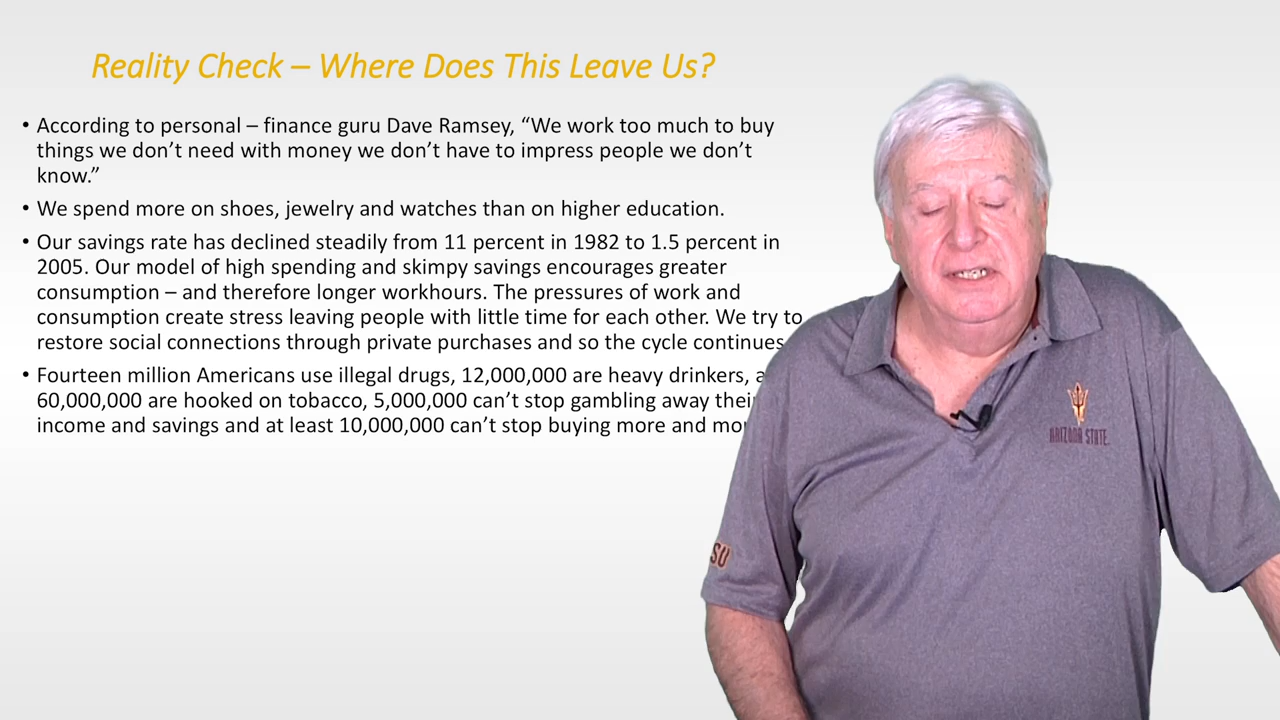 Reality Check – Where Does This Leave Us?
• According to personal – finance guru Dave Ramsey, “We work too much to buy
things we don’t need with money we don’t have to impress people we don’t
know.”
• We spend more on shoes, jewelry and watches than on higher education.
• Our savings rate has declined steadily from 11 percent in 1982 to 1.5 percent in
2005. Our model of high spending and skimpy savings encourages greater
consumption – and therefore longer workhours. The pressures of work and
consumption create stress leaving people with little time for each other. We try to
restore social connections through private purchases and so the cycle continues
• Fourteen million Americans use illegal drugs, 12,000,000 are heavy drinkers,
60,000,000 are hooked on tobacco, 5,000,000 can’t stop gambling away their
income and savings and at least 10,000,000 can’t stop buying more and
ARIZONA STATE
SU